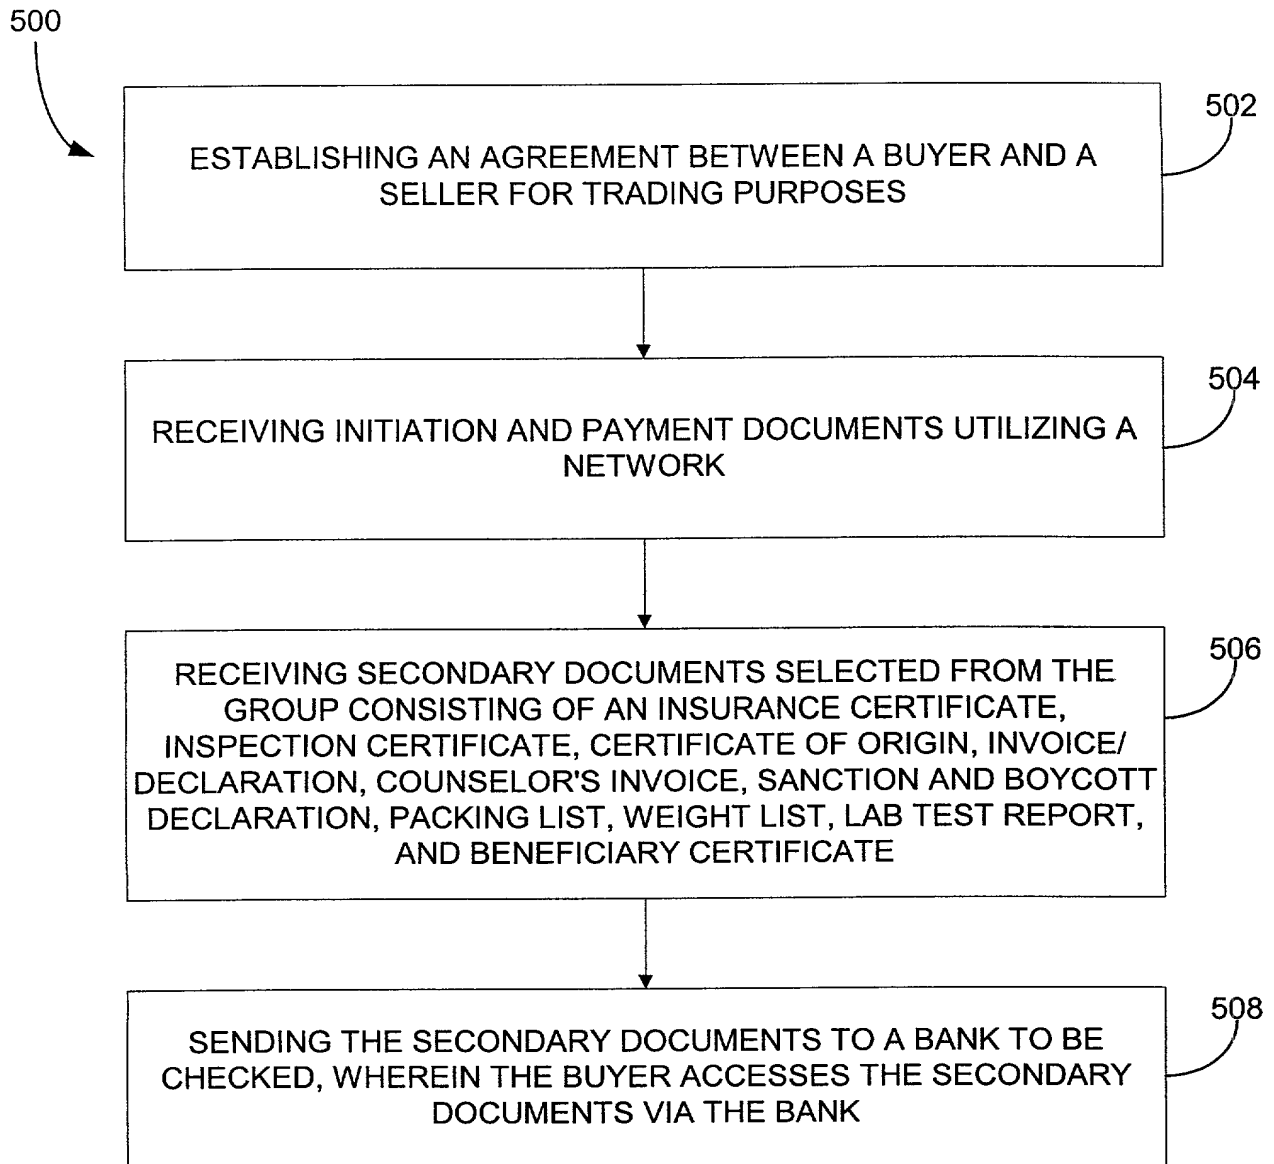 500
502
ESTABLISHING AN AGREEMENT BETWEEN A BUYER AND A
SELLER FOR TRADING PURPOSES
504
RECEIVING INITIATION AND PAYMENT DOCUMENTS UTILIZING A
NETWORK
506
RECEIVING SECONDARY DOCUMENTS SELECTED FROM THE
GROUP CONSISTING OF AN INSURANCE CERTIFICATE,
INSPECTION CERTIFICATE, CERTIFICATE OF ORIGIN, INVOICE/
DECLARATION, COUNSELOR'S INVOICE, SANCTION AND BOYCOTT
DECLARATION, PACKING LIST, WEIGHT LIST, LAB TEST REPORT,
AND BENEFICIARY CERTIFICATE
508
SENDING THE SECONDARY DOCUMENTS TO A BANK TO BE
CHECKED, WHEREIN THE BUYER ACCESSES THE SECONDARY
DOCUMENTS VIA THE BANK